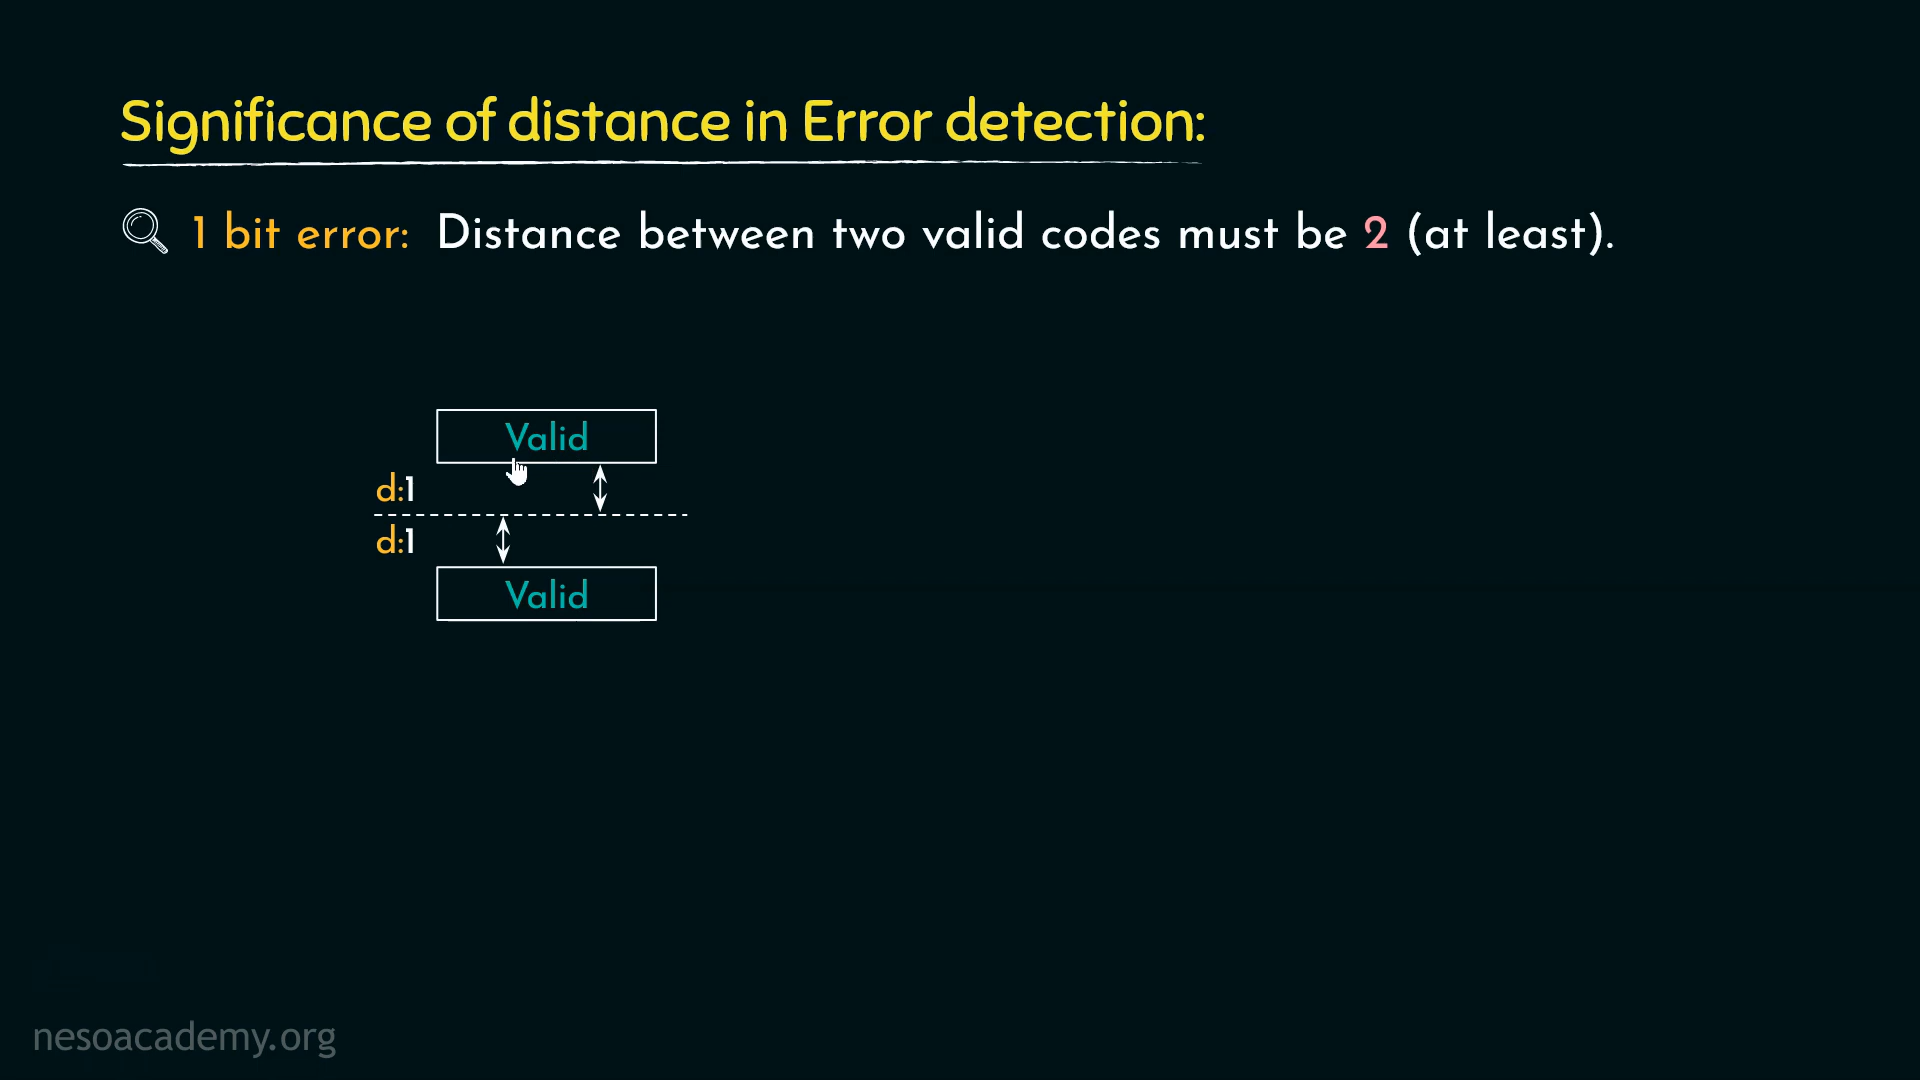 Significance of distance in Error detection:
1 bit error: Distance between two valid codes must be 2 (at least).
Valid
d:1
d:1
Valid
nesoacademy.org